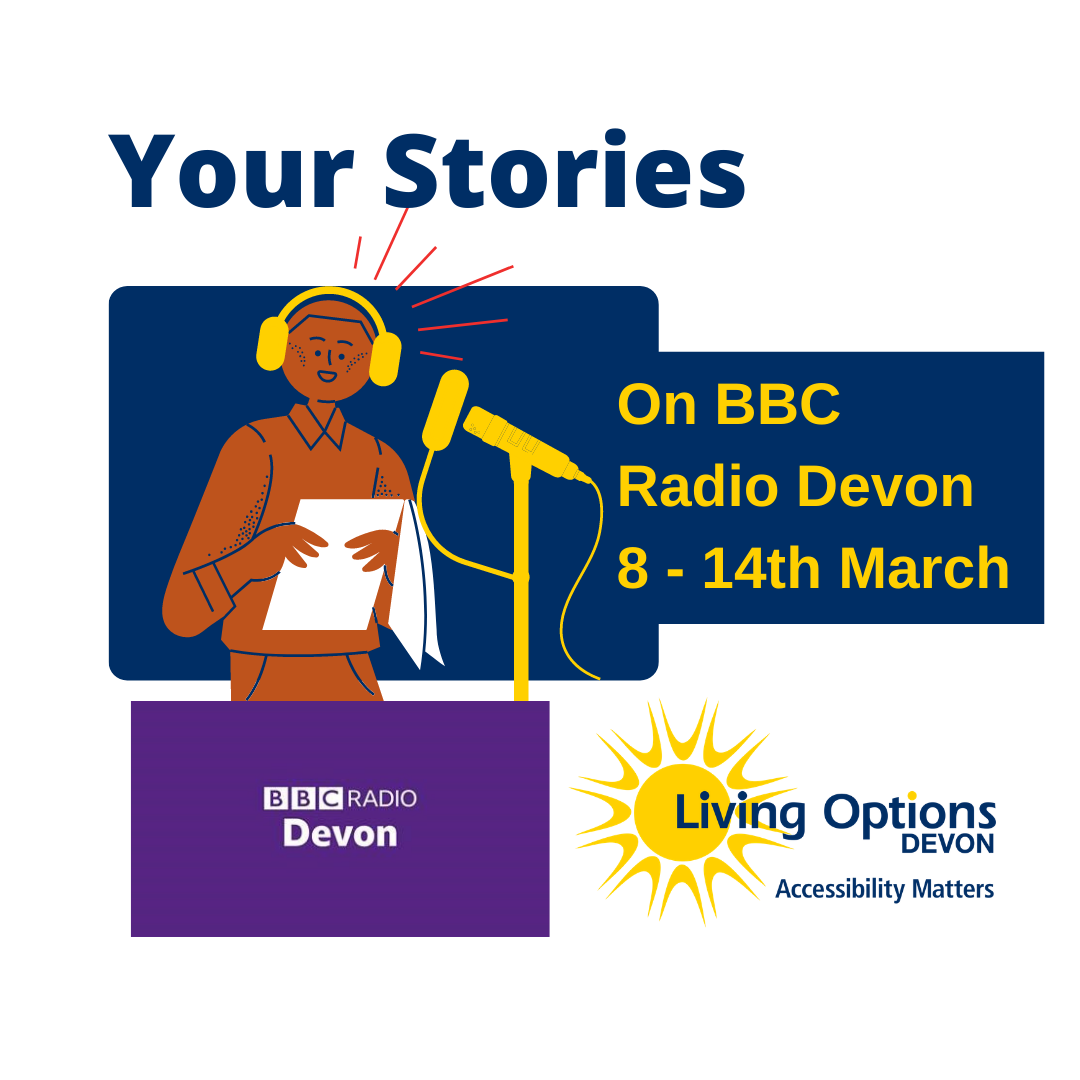 Your Stories
On BBC
Radio Devon
8 - 14th March
BBC RADIO
Devon
Living Options
DEVON
Accessibility Matters